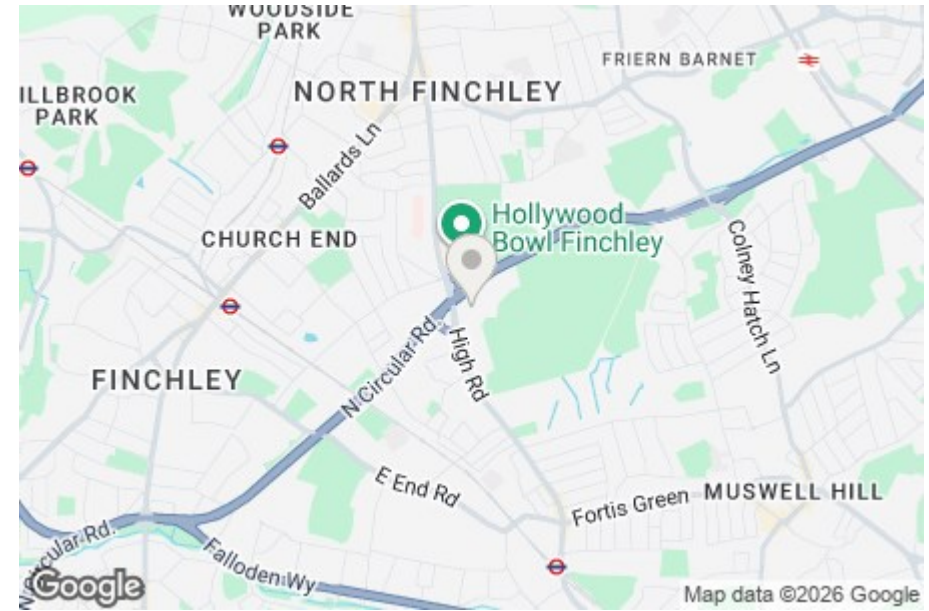 WOODSIDE
PARK
FRIERN BARNET
NORTH FINCHLEY
ILLBROOK
PARK
Ballards Ln
Hollywood
Bowl Finchley
CHURCH END
Colney Hatch Ln
N Circular Rd
High Rd
FINCHLEY
E End Rd
Fortis Green
MUSWELL HILL
N Circular Rd.
Falloden Wy
Google
Map data ©2026 Google